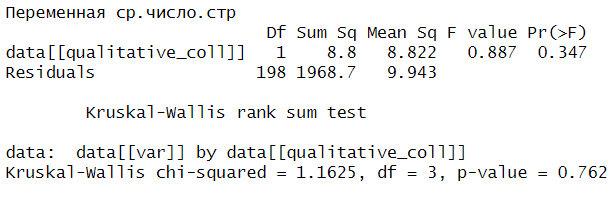 Переменная ср.число.стр
Df Sum Sq Mean Sq F value Pr(>F)
data[[qualitative_coll]] 1 8.8 8.822 0.887 0.347
Residuals 198 1968.7 9.943
Kruskal-Wallis rank sum test
data: data[[var]] by data[[qualitative_coll]]
Kruskal-Wallis chi-squared = 1.1625, df = 3, p-value = 0.762